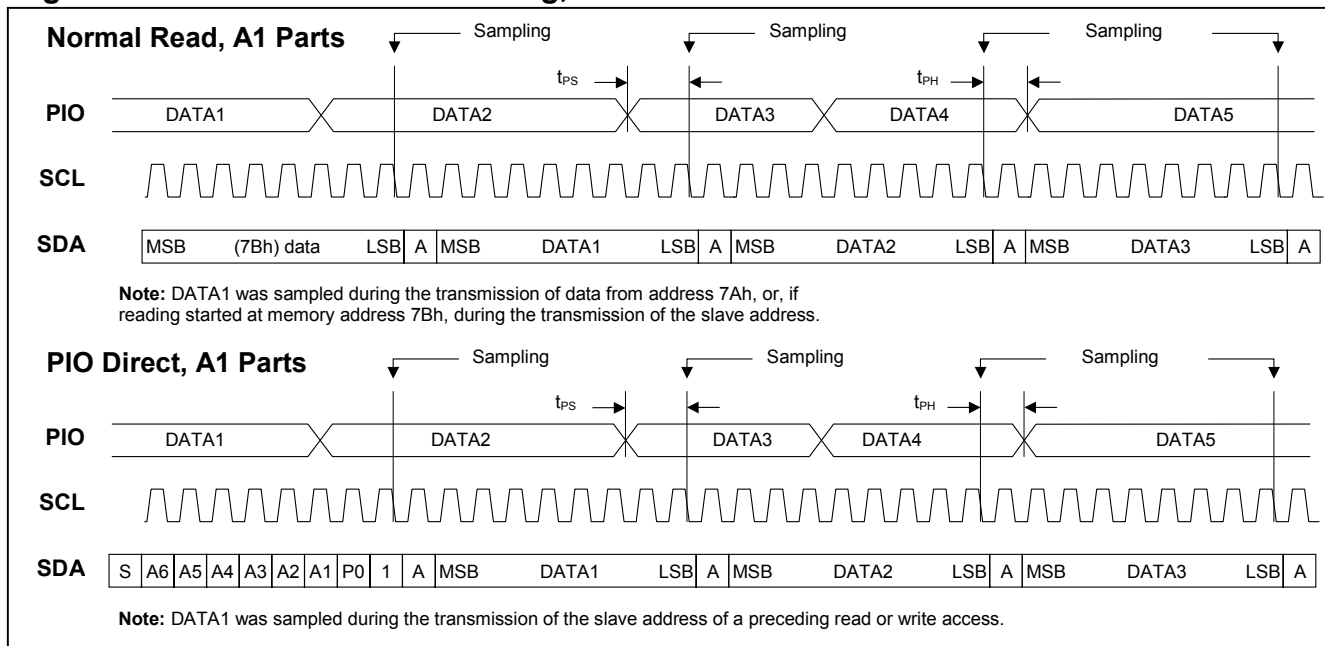 Normal Read, A1 Parts
Sampling Sampling Sampling
tPS tPH
PIO DATA1 DATA2 DATA3 DATA4 DATA5
SCL
SDA MSB (7Bh) data LSB A MSB DATA1 LSB A MSB DATA2 LSB A MSB DATA3 LSB A
Note: DATA1 was sampled during the transmission of data from address 7Ah, or, if
reading started at memory address 7Bh, during the transmission of the slave address.
PIO Direct, A1 Parts
Sampling Sampling Sampling
tPS tPH
PIO DATA1 DATA2 DATA3 DATA4 DATA5
SCL
SDA S A6 A5 A4 A3 A2 A1 P0 1 A MSB DATA1 LSB A MSB DATA2 LSB A MSB DATA3 LSB A
Note: DATA1 was sampled during the transmission of the slave address of a preceding read or write access.